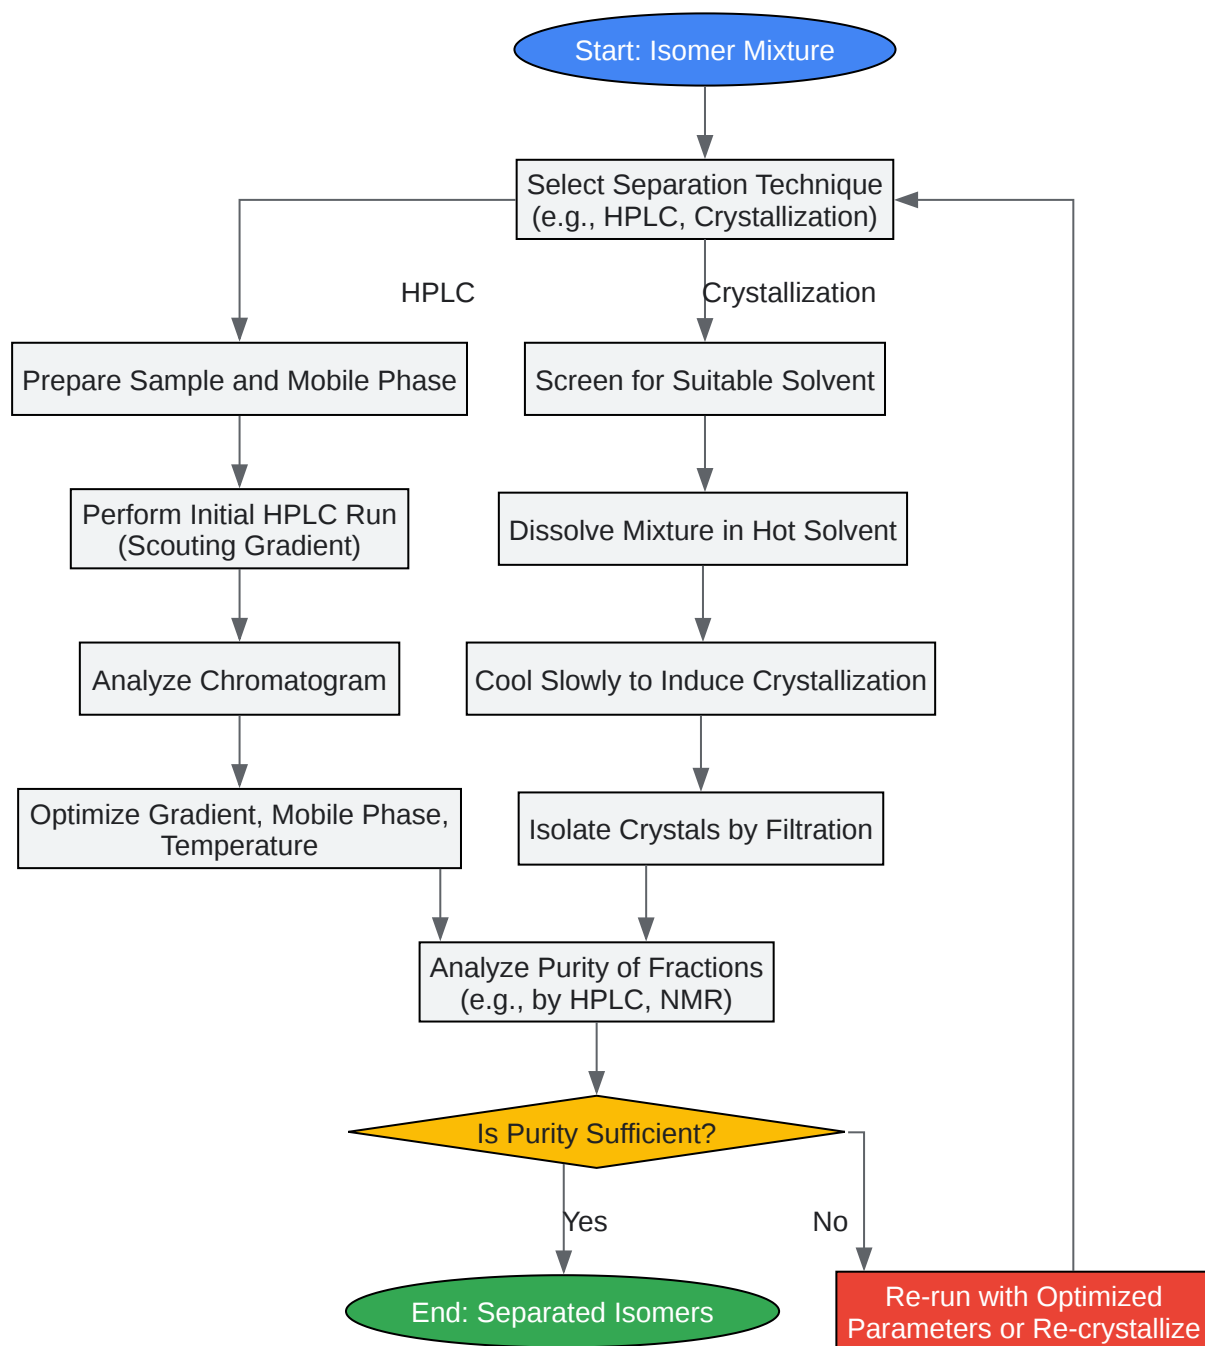 Start: Isomer Mixture
Select Separation Technique
(e.g., HPLC, Crystallization)
HPLC
Crystallization
Prepare Sample and Mobile Phase
Screen for Suitable Solvent
Perform Initial HPLC Run
(Scouting Gradient)
Dissolve Mixture in Hot Solvent
Analyze Chromatogram
Cool Slowly to Induce Crystallization
Optimize Gradient, Mobile Phase,
Temperature
Isolate Crystals by Filtration
Analyze Purity of Fractions
(e.g., by HPLC, NMR)
Is Purity Sufficient?
Yes
No
End: Separated Isomers
Re-run with Optimized
Parameters or Re-crystallize